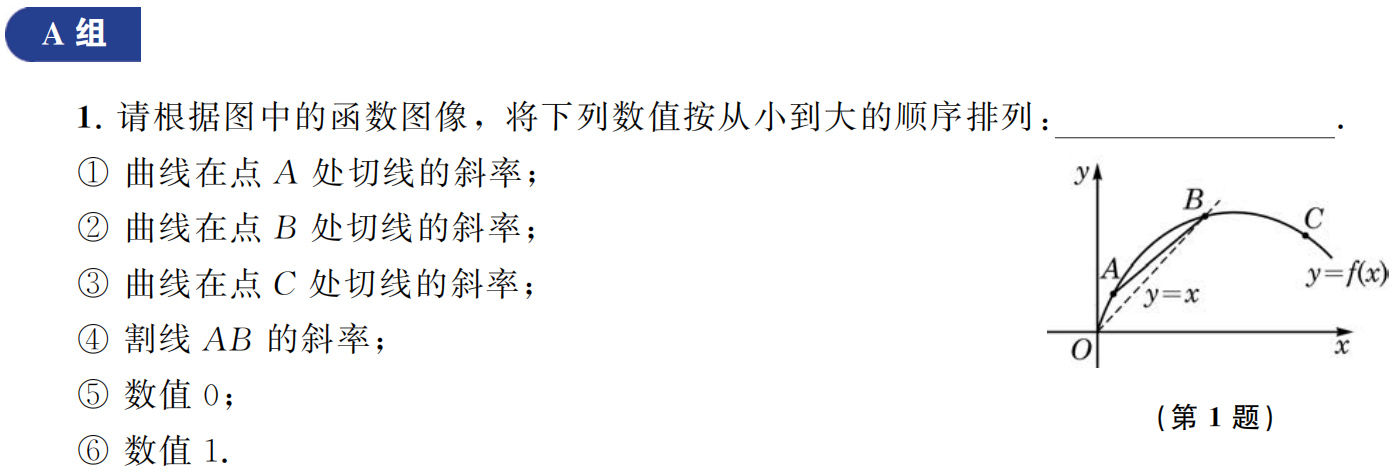 A 组
1. 请根据图中的函数图像，将下列数值按从小到大的顺序排列：____________.
① 曲线在点 A 处切线的斜率；
② 曲线在点 B 处切线的斜率；
③ 曲线在点 C 处切线的斜率；
④ 割线 AB 的斜率；
⑤ 数值 0；
⑥ 数值 1.
y
B
C
A
y=f(x)
y=x
O
x
(第 1 题)